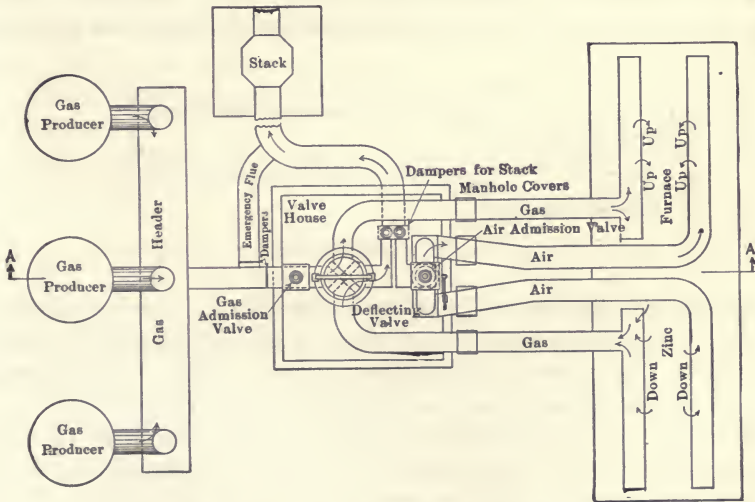 Stack
Gas
Producer
Gas
Producer
Gas
Producer
Header
Gas
Emergency Flue
Dampers
Valve
House
Dampers for Stack
Manholo Covers
Gas
Air Admission Valve
Air
Air
Gas
Gas
Admission
Valve
Deflecting
Valve
Up
Up
Up
Up
Furnace
Zinc
Down
Down
A
A